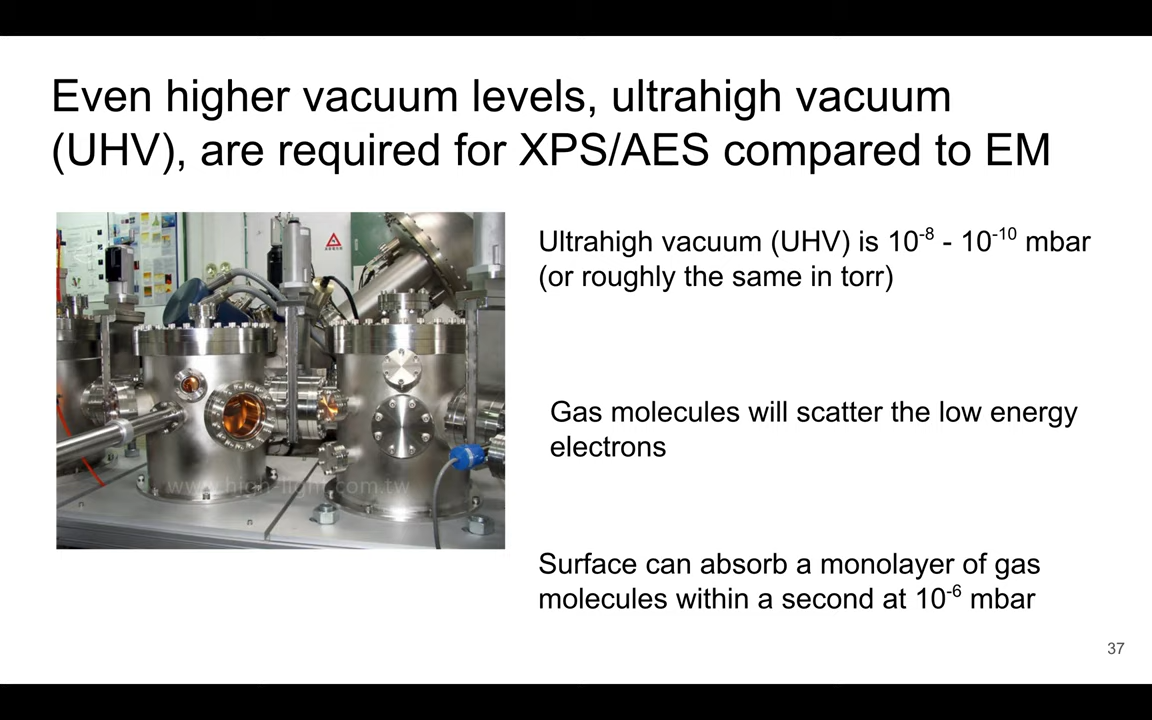 Even higher vacuum levels, ultrahigh vacuum
(UHV), are required for XPS/AES compared to EM
Ultrahigh vacuum (UHV) is 10⁻⁸ - 10⁻¹⁰ mbar
(or roughly the same in torr)
Gas molecules will scatter the low energy
electrons
Surface can absorb a monolayer of gas
molecules within a second at 10⁻⁶ mbar
37